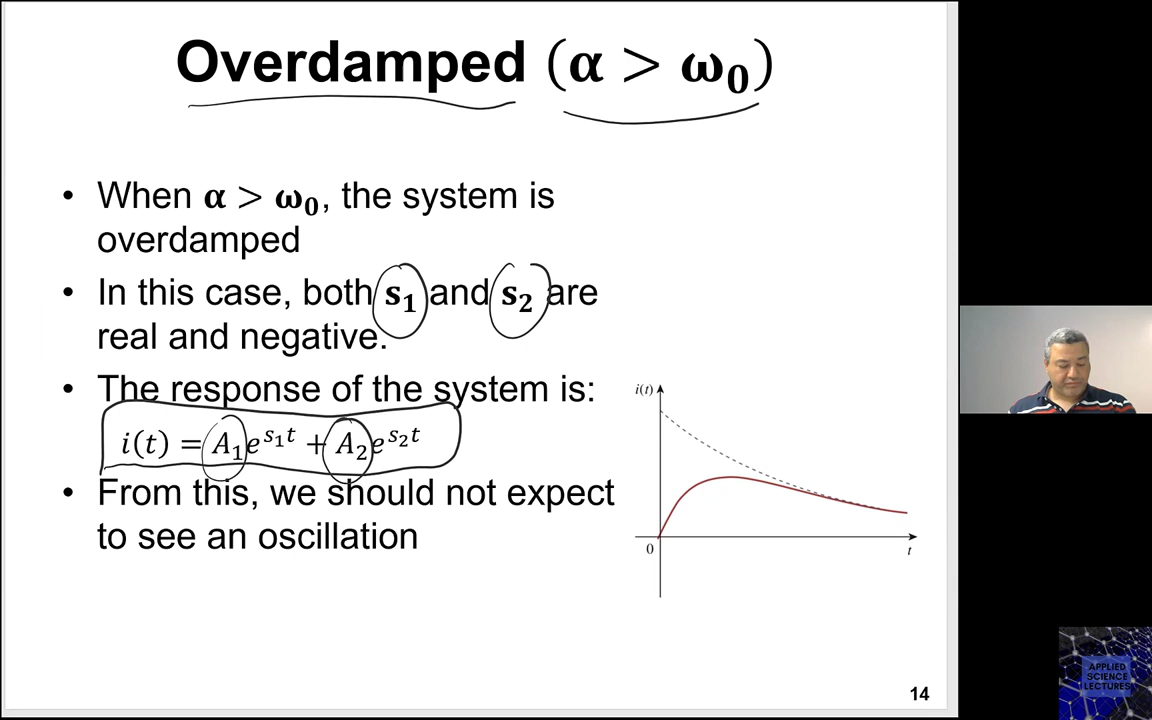 Overdamped (α > ω₀)
• When α > ω₀, the system is
overdamped
• In this case, both s₁ and s₂ are
real and negative.
• The response of the system is:
i(t) = A₁e^{s₁t} + A₂e^{s₂t}
• From this, we should not expect
to see an oscillation
i(t)
0
t
14
APPLIED
SCIENCE
LECTURES